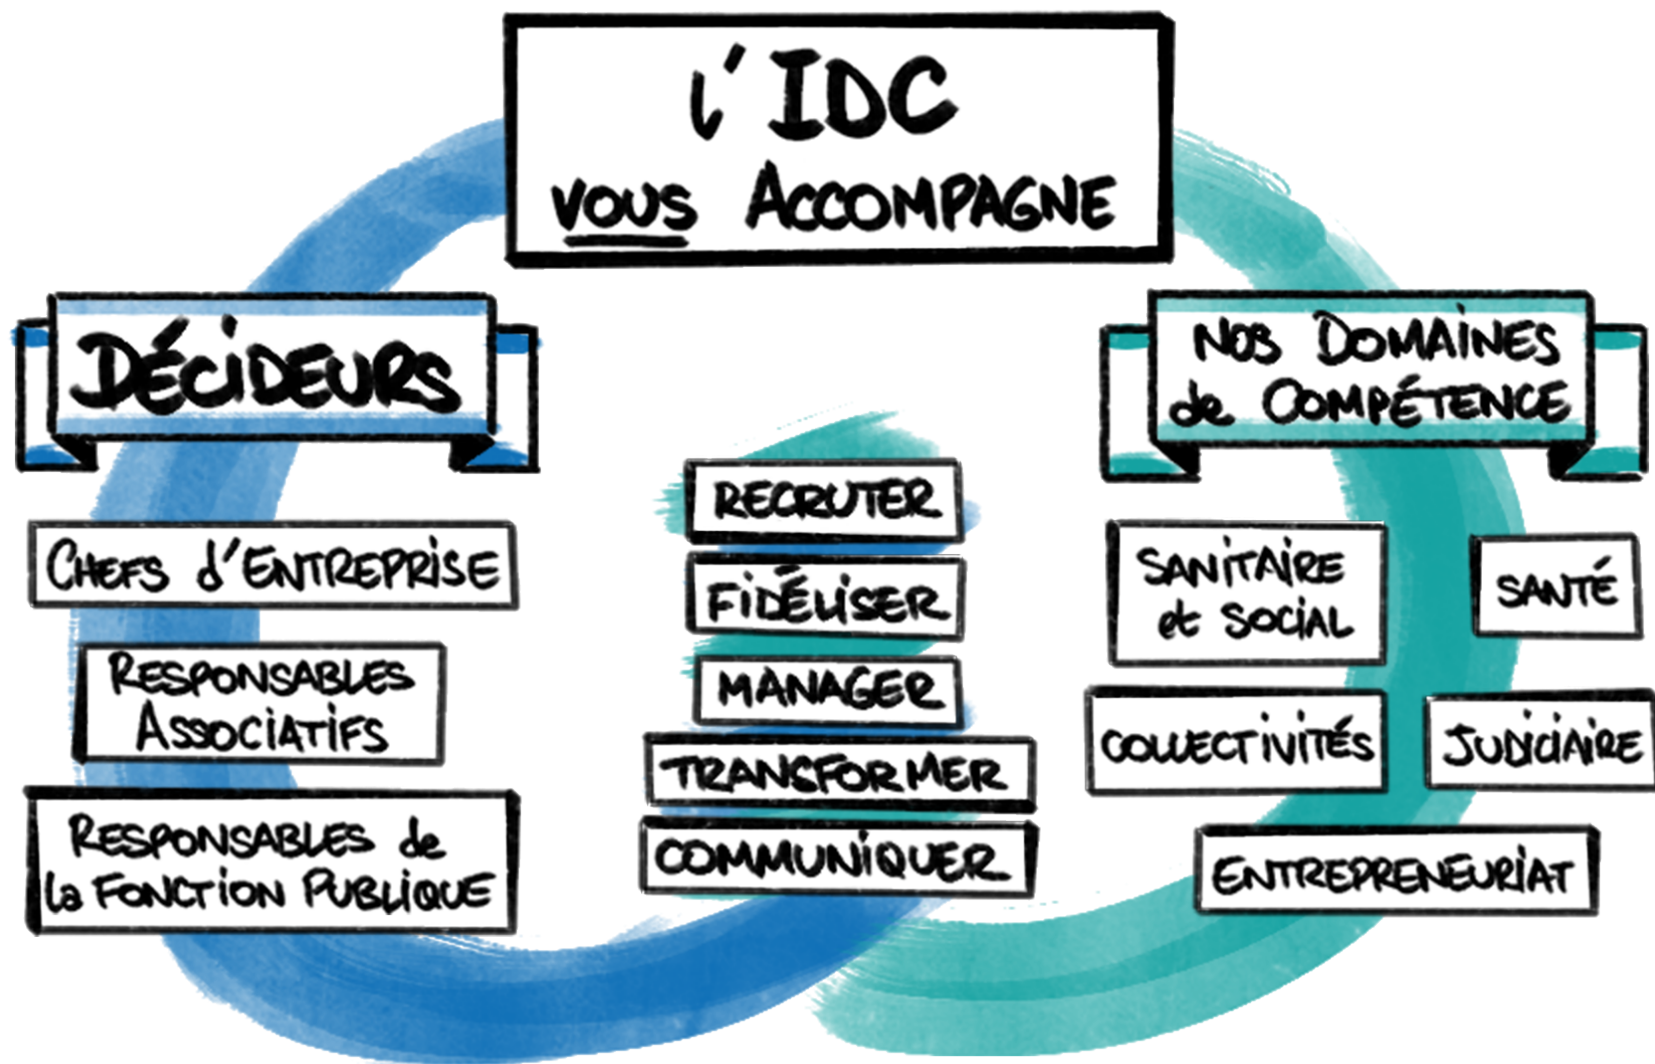 l'IDC
VOUS ACCOMPAGNE
DÉCIDEURS
CHEFS d'ENTREPRISE
RESPONSABLES
ASSOCIATIFS
RESPONSABLES de
la FONCTION PUBLIQUE
RECRUTER
FIDÉLISER
MANAGER
TRANSFORMER
COMMUNIQUER
NOS DOMAINES
de COMPÉTENCE
SANITAIRE
et SOCIAL
SANTÉ
COLLECTIVITÉS
JUDICIAIRE
ENTREPRENEURIAT